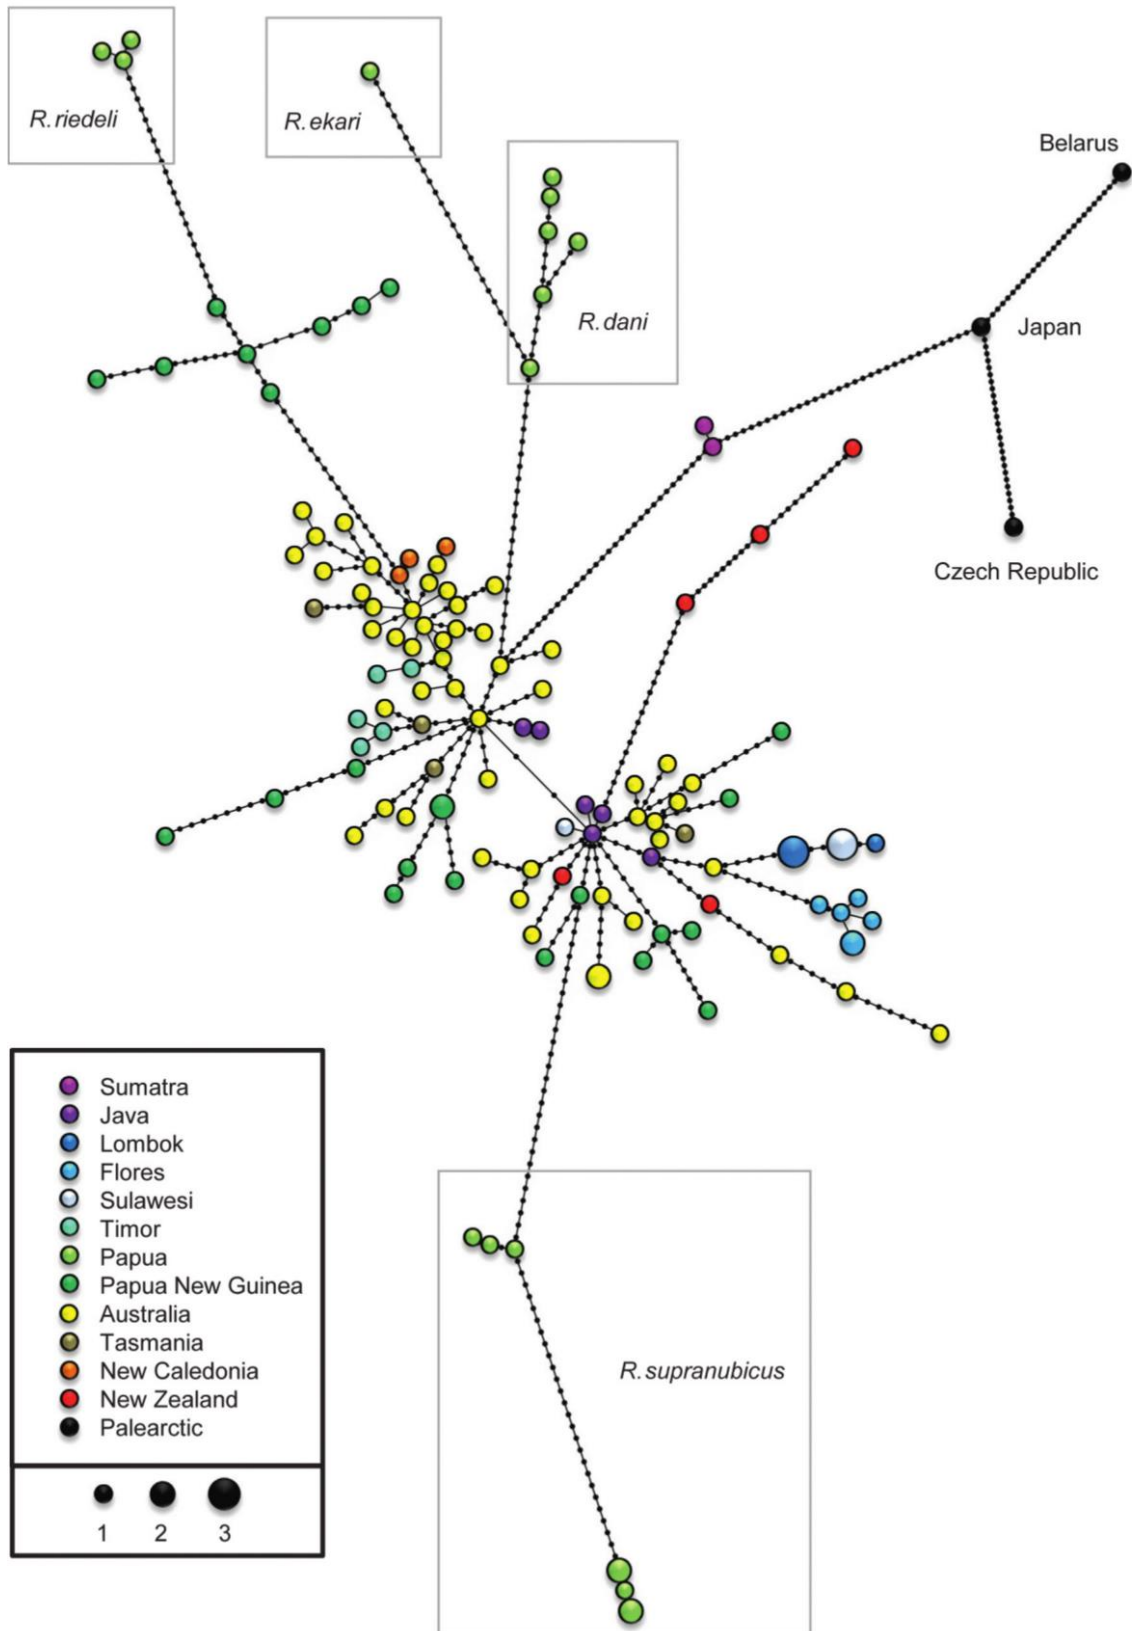 R. riedeli
R. ekari
R. dani
Belarus
Japan
Czech Republic
Sumatra
Java
Lombok
Flores
Sulawesi
Timor
Papua
Papua New Guinea
Australia
Tasmania
New Caledonia
New Zealand
Palearctic
1 2 3
R. supranubicus